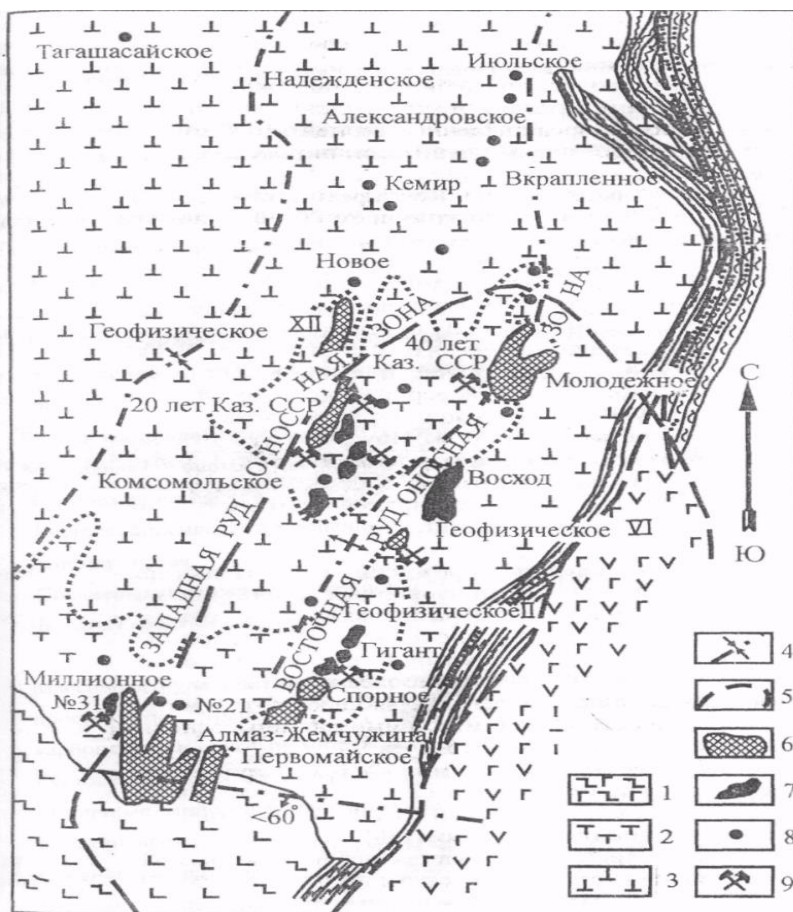 Тагашасайское
Июльское
Надежденское
Александровское
Кемир
Вкрапленное
Новое
XII
ЗОНА
ЗОНА
Геофизическое
40 лет
Каз. ССР
Молодежное
С
20 лет Каз. ССР
Комсомольское
Восход
Геофизическое VI
Ю
ЗАПАДНАЯ РУДОНОСНАЯ
ВОСТОЧНАЯ РУДОНОСНАЯ
Геофизическое II
Гигант
Миллионное
№31
№21
Спорное
Алмаз-Жемчужина
Первомайское
<60°
1
2
3
4
5
6
7
8
9